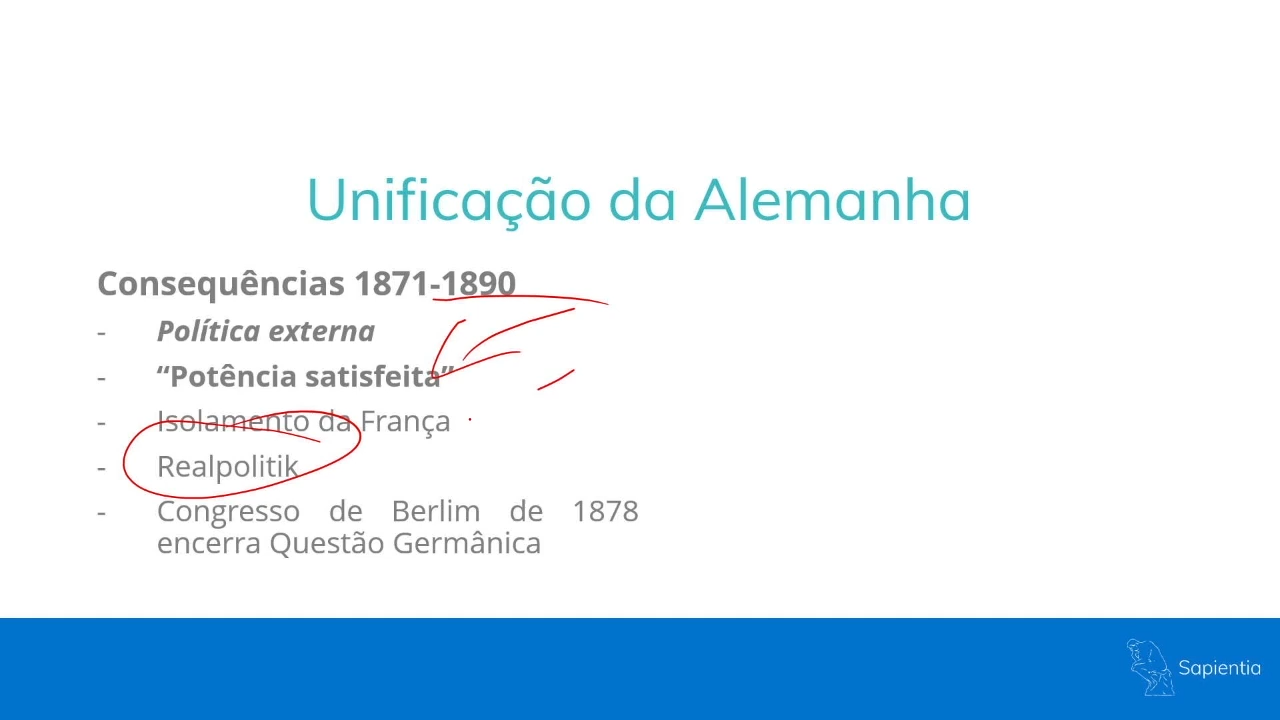 Unificação da Alemanha
Consequências 1871-1890
- Política externa
- “Potência satisfeita”
- Isolamento da França
- Realpolitik
- Congresso de Berlim de 1878
encerra Questão Germânica
Sapientia